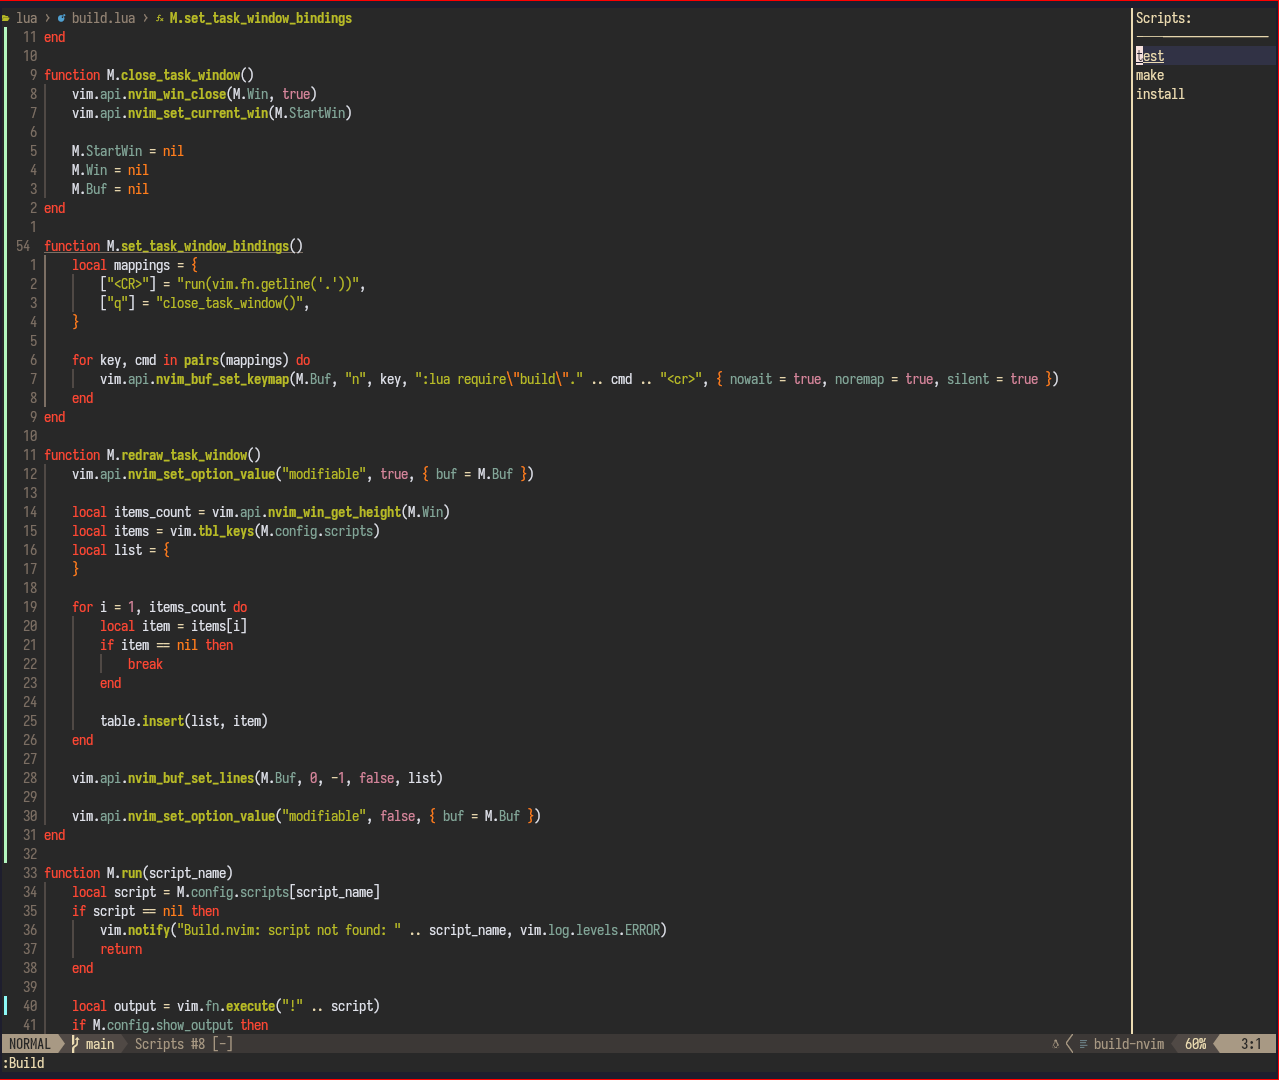 lua > build.lua > M.set_task_window_bindings
11 end
10
9 function M.close_task_window()
8 vim.api.nvim_win_close(M.Win, true)
7 vim.api.nvim_set_current_win(M.StartWin)
6
5 M.StartWin = nil
4 M.Win = nil
3 M.Buf = nil
2 end
1
54 function M.set_task_window_bindings()
1 local mappings = {
2 ["<CR>"] = "run(vim.fn.getline('.'))",
3 ["q"] = "close_task_window()",
4 }
5
6 for key, cmd in pairs(mappings) do
7 vim.api.nvim_buf_set_keymap(M.Buf, "n", key, ":lua require\"build\"." .. cmd .. "<cr>", { nowait = true, noremap = true, silent = true })
8 end
9 end
10
11 function M.redraw_task_window()
12 vim.api.nvim_set_option_value("modifiable", true, { buf = M.Buf })
13
14 local items_count = vim.api.nvim_win_get_height(M.Win)
15 local items = vim.tbl_keys(M.config.scripts)
16 local list = {
17 }
18
19 for i = 1, items_count do
20 local item = items[i]
21 if item == nil then
22 break
23 end
24
25 table.insert(list, item)
26 end
27
28 vim.api.nvim_buf_set_lines(M.Buf, 0, -1, false, list)
29
30 vim.api.nvim_set_option_value("modifiable", false, { buf = M.Buf })
31 end
32
33 function M.run(script_name)
34 local script = M.config.scripts[script_name]
35 if script == nil then
36 vim.notify("Build.nvim: script not found: " .. script_name, vim.log.levels.ERROR)
37 return
38 end
39
40 local output = vim.fn.execute("!" .. script)
41 if M.config.show_output then
Scripts:
test
make
install
NORMAL main Scripts #8 [-] build-nvim 60% 3:1
:Build